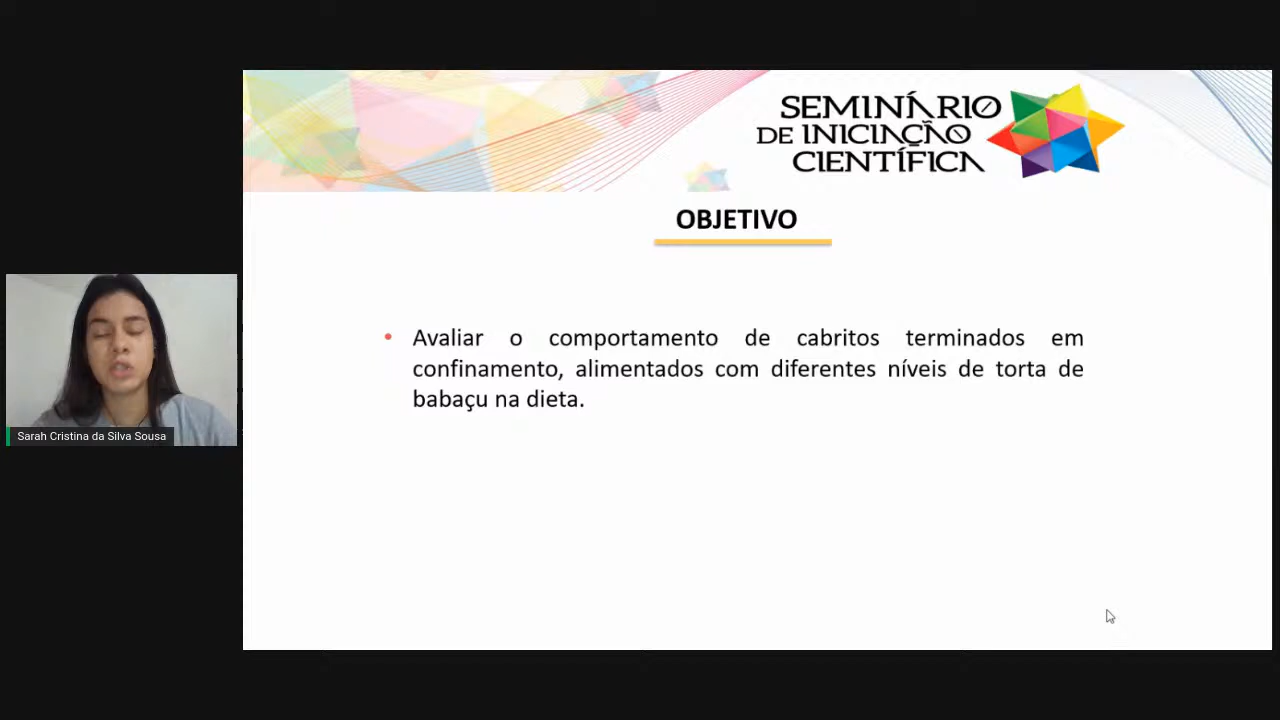 SEMINÁRIO
DE INICIAÇÃO
CIENTÍFICA
OBJETIVO
• Avaliar o comportamento de cabritos terminados em
confinamento, alimentados com diferentes níveis de torta de
babaçu na dieta.
Sarah Cristina da Silva Sousa